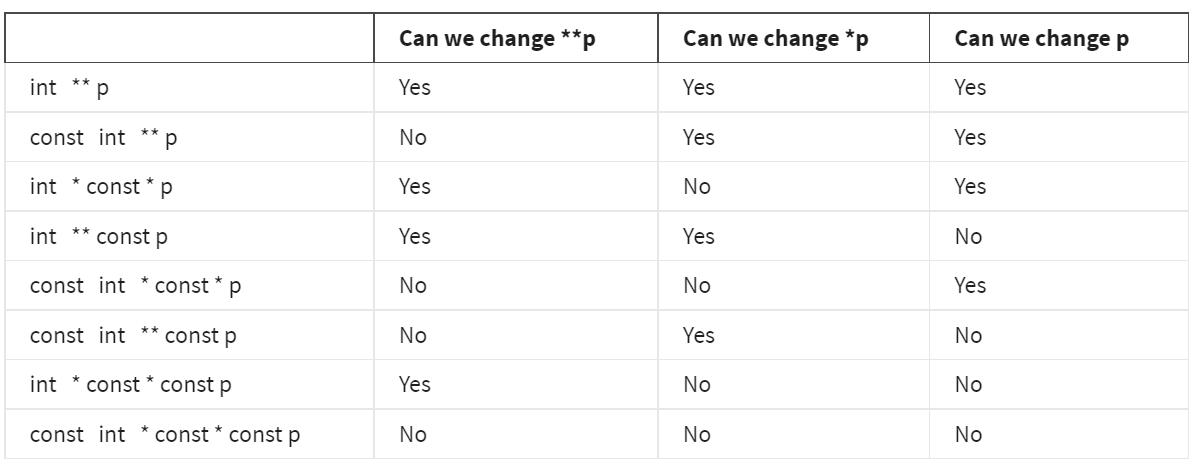 Can we change **p Can we change *p Can we change p
int ** p Yes Yes Yes
const int ** p No Yes Yes
int * const * p Yes No Yes
int ** const p Yes Yes No
const int * const * p No No Yes
const int ** const p No Yes No
int * const * const p Yes No No
const int * const * const p No No No